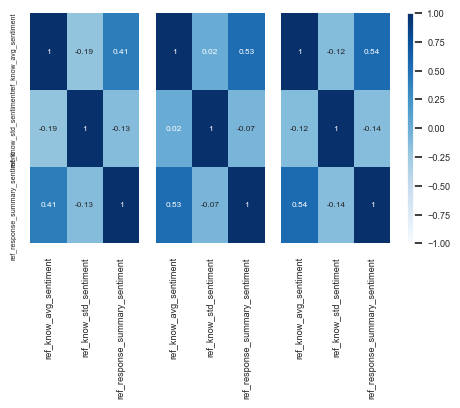 1 -0.19 0.41
-0.19 1 -0.13
0.41 -0.13 1
1 0.02 0.53
0.02 1 -0.07
0.53 -0.07 1
1 -0.12 0.54
-0.12 1 -0.14
0.54 -0.14 1
ref_know_avg_sentiment
ref_know_std_sentiment
ref_response_summary_sentiment
ref_know_avg_sentiment
ref_know_std_sentiment
ref_response_summary_sentiment
ref_know_avg_sentiment
ref_know_std_sentiment
ref_response_summary_sentiment
ref_know_avg_sentiment
ref_know_std_sentiment
ref_response_summary_sentiment
1.00
0.75
0.50
0.25
0.00
−0.25
−0.50
−0.75
−1.00